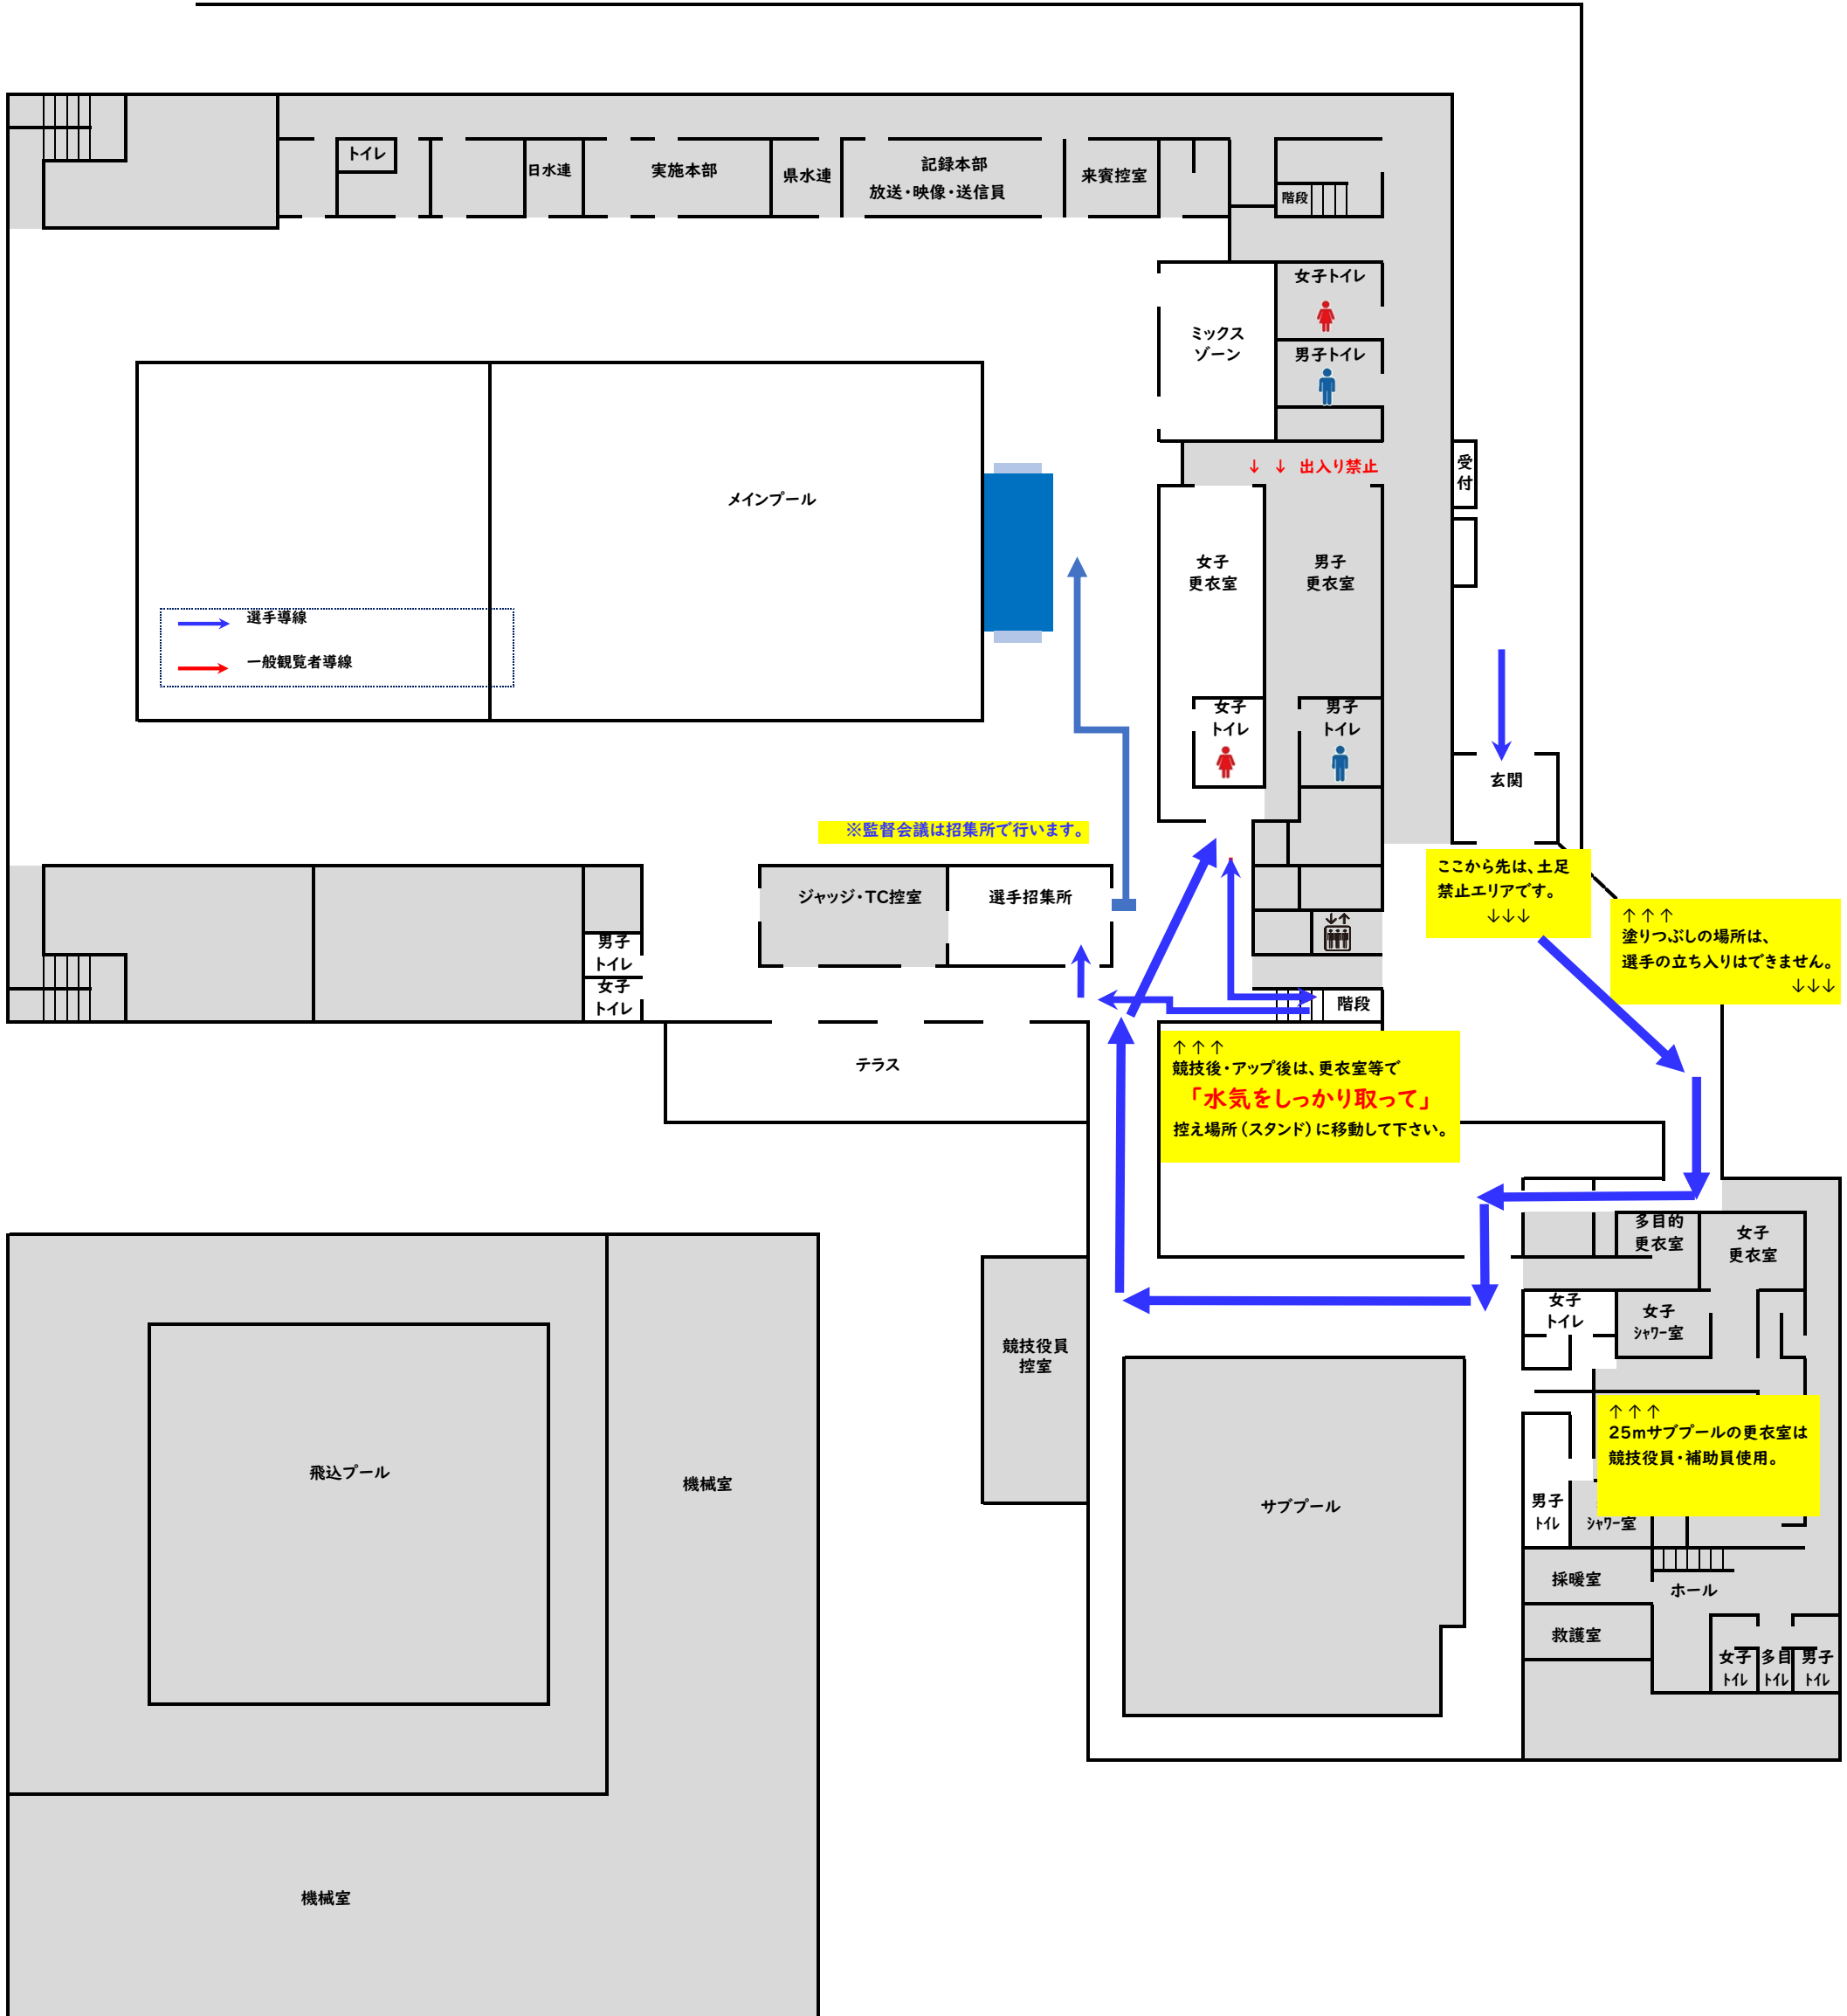 トイレ
日水連
実施本部
県水連
記録本部
放送・映像・送信員
来賓控室
階段
女子トイレ
ミックス
ゾーン
男子トイレ
↓ ↓ 出入り禁止
受
付
メインプール
女子
更衣室
男子
更衣室
選手導線
一般観覧者導線
女子
トイレ
男子
トイレ
玄関
※監督会議は招集所で行います。
ここから先は、土足
禁止エリアです。
↓↓↓
ジャッジ・TC控室
選手招集所
↓↑
↑ ↑ ↑
塗りつぶしの場所は、
選手の立ち入りはできません。
↓↓↓
男子
トイレ
女子
トイレ
階段
テラス
↑ ↑ ↑
競技後・アップ後は、更衣室等で
「水気をしっかり取って」
控え場所（スタンド）に移動して下さい。
多目的
更衣室
女子
更衣室
女子
トイレ
女子
ｼｬﾜｰ室
競技役員
控室
↑ ↑ ↑
25mサブプールの更衣室は
競技役員・補助員使用。
飛込プール
機械室
サブプール
男子
トイレ
ｼｬﾜｰ室
採暖室
ホール
救護室
女子
トイレ
多目
トイレ
男子
トイレ
機械室